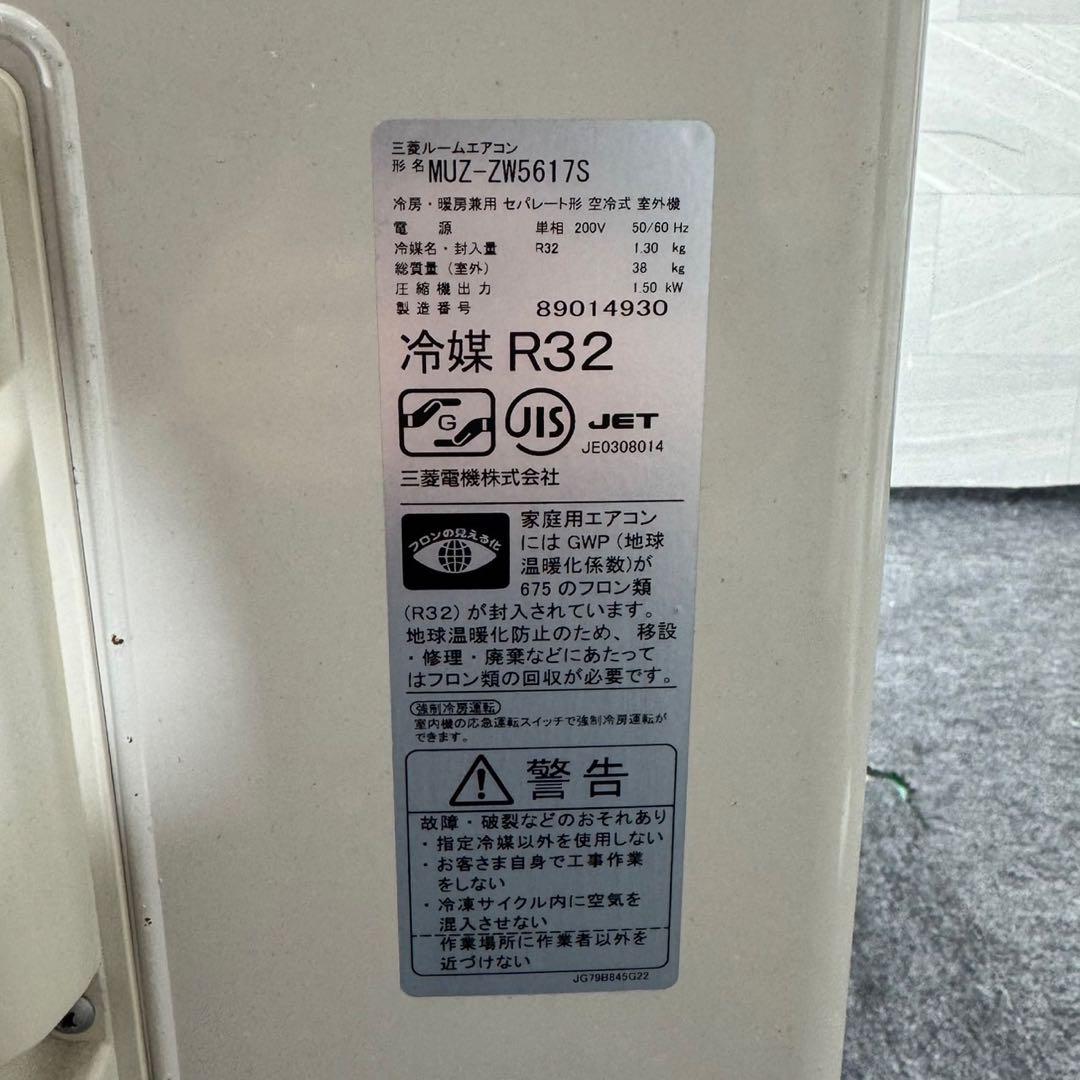 三菱ルームエアコン
形名 MUZ-ZW5617S
冷房・暖房兼用 セパレート形 空冷式 室外機
電源 単相 200V 50/60 Hz
冷媒名・封入量 R32 1.30 kg
総質量（室外） 38 kg
圧縮機出力 1.50 kW
製造番号 89014930
冷媒 R32
G JIS JET
JE0308014
三菱電機株式会社
フロンの見える化
家庭用エアコン
には GWP (地球
温暖化係数)が
675 のフロン類
(R32) が封入されています。
地球温暖化防止のため、移設
・修理・廃棄などにあたって
はフロン類の回収が必要です。
強制冷房運転
室内機の応急運転スイッチで強制冷房運転が
できます。
警告
故障・破裂などのおそれあり
・指定冷媒以外を使用しない
・お客さま自身で工事作業
をしない
・冷凍サイクル内に空気を
混入させない
作業場所に作業者以外を
近づけない
JG79B845G22